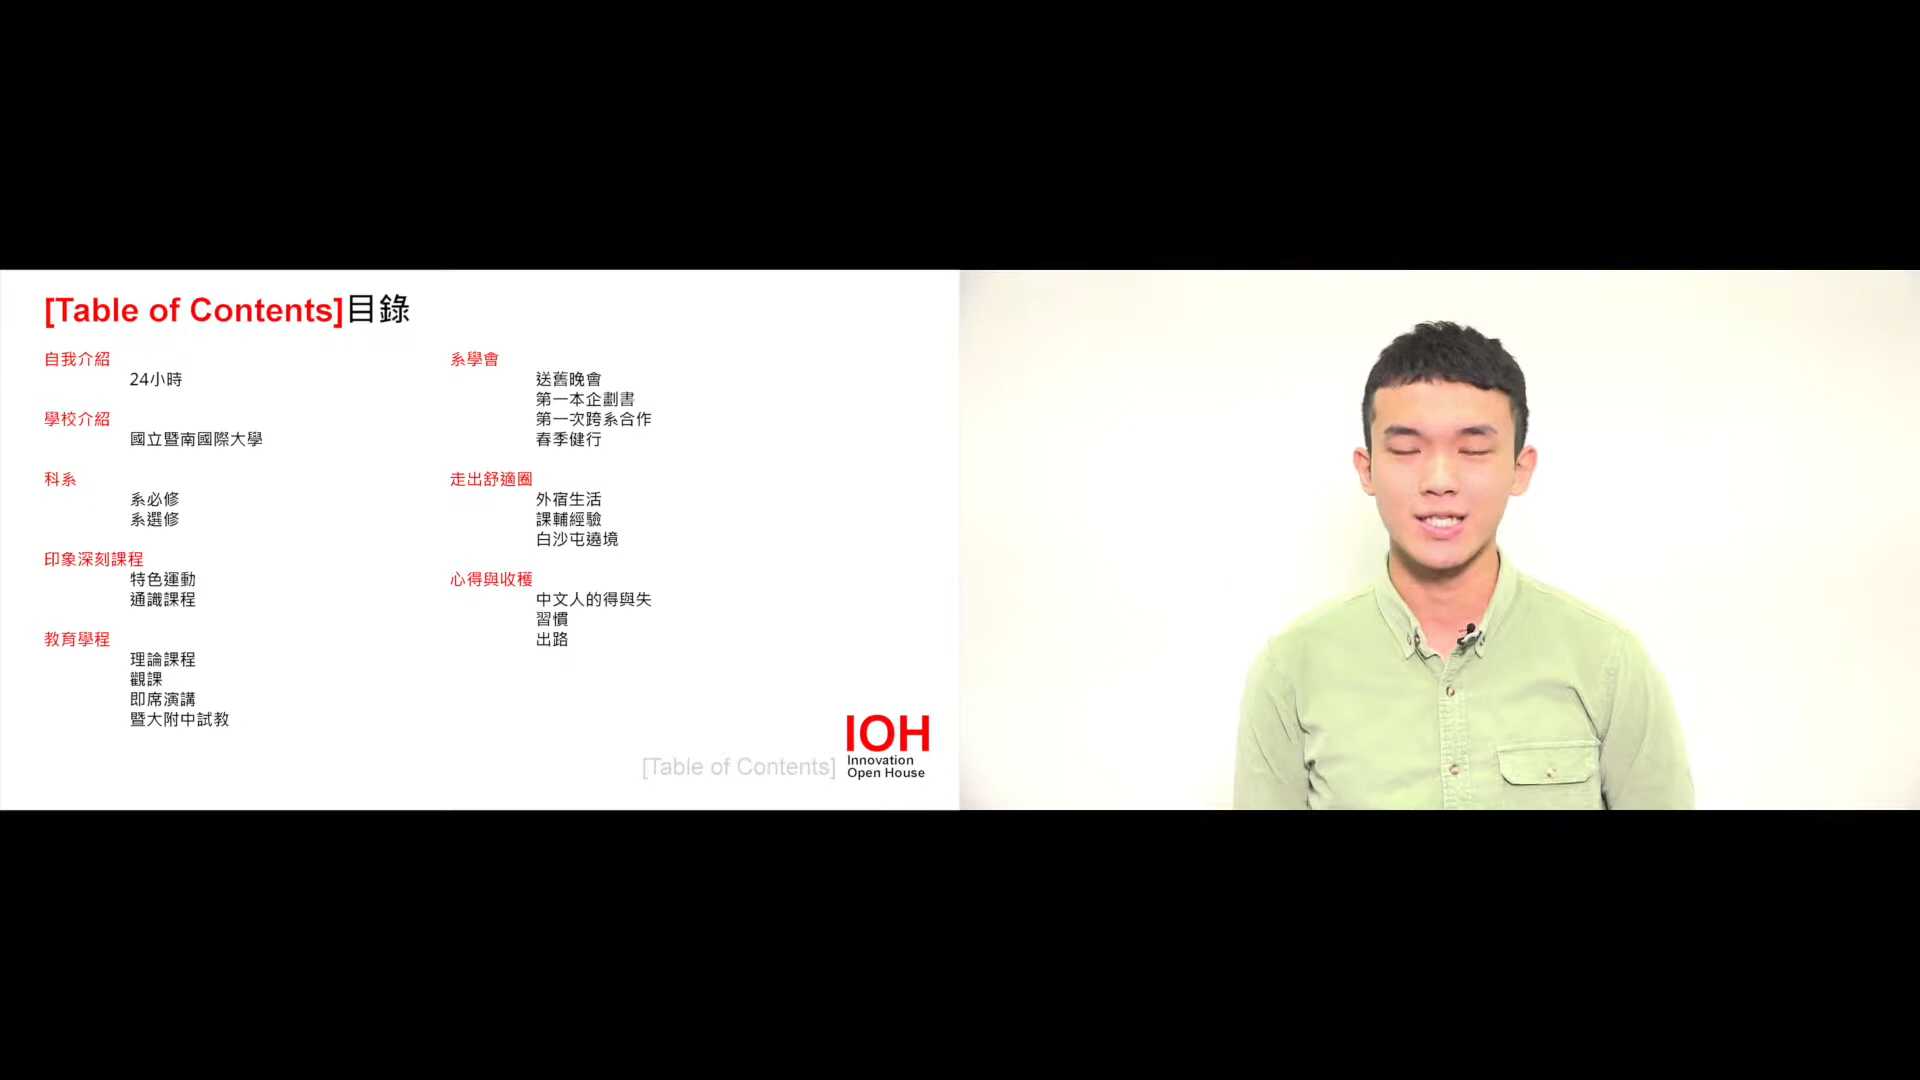 [Table of Contents]目錄
自我介紹
24小時
學校介紹
國立暨南國際大學
科系
系必修
系選修
印象深刻課程
特色運動
通識課程
教育學程
理論課程
觀課
即席演講
暨大附中試教
系學會
送舊晚會
第一本企劃書
第一次跨系合作
春季健行
走出舒適圈
外宿生活
課輔經驗
白沙屯遶境
心得與收穫
中文人的得與失
習慣
出路
[Table of Contents]
IOH
Innovation
Open House